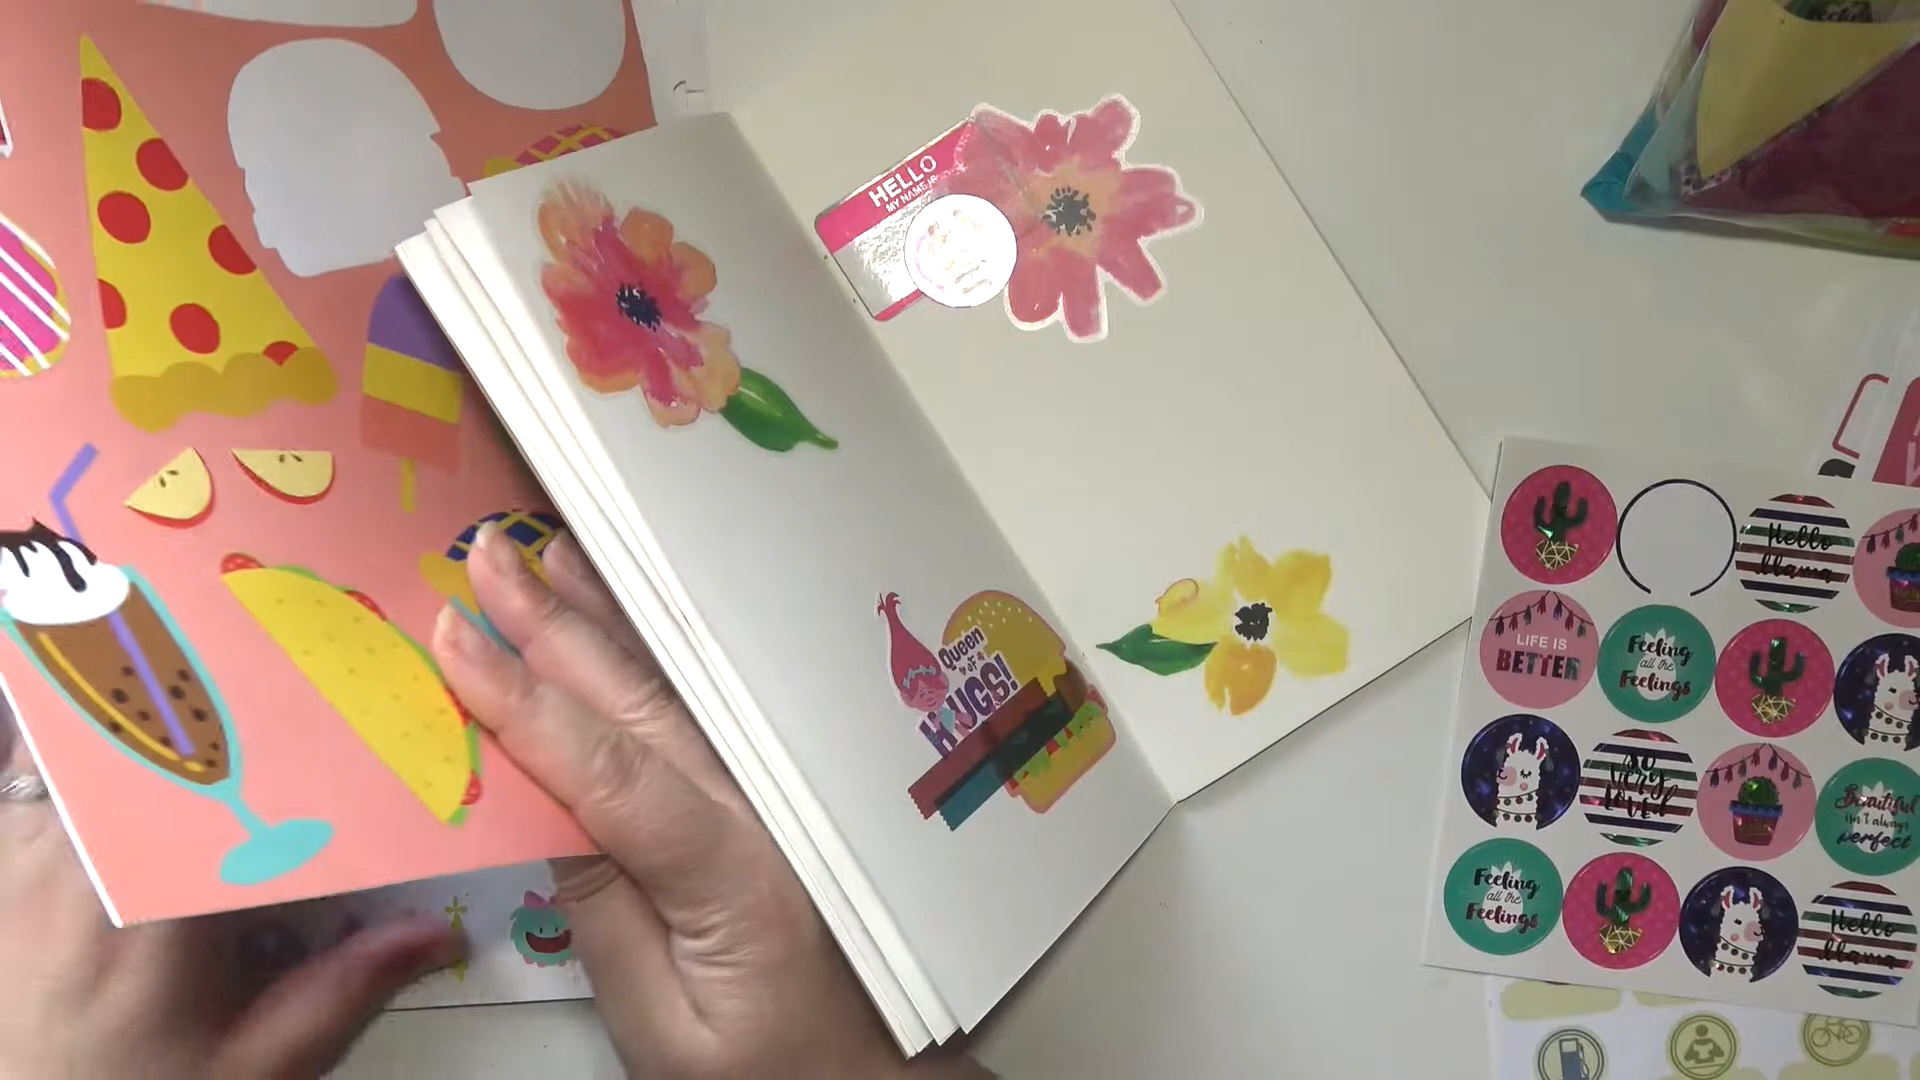 HELLO
MY NAME IS
Queen
OF
HUGS!
Hello
llama
LIFE IS
BETTER
Feeling
all the
Feelings
So
very
Loved
Beautiful
isn't always
perfect
Feeling
all the
Feelings
Hello
llama